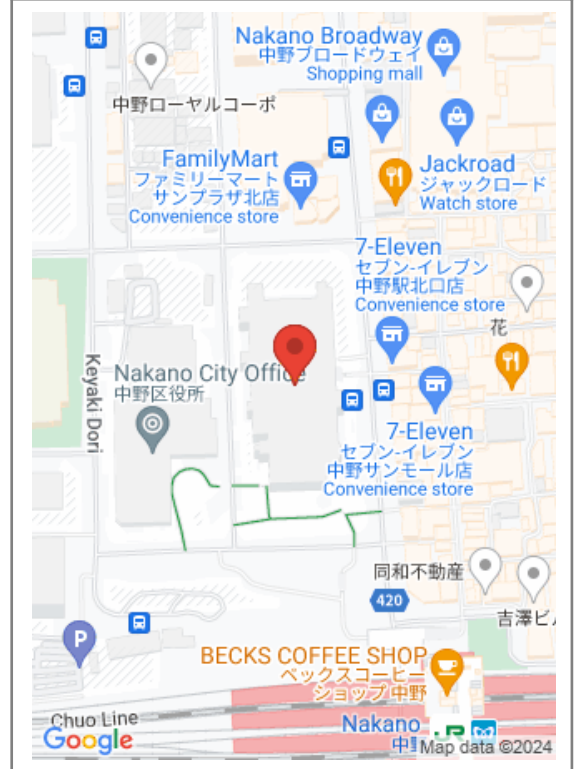 Nakano Broadway
中野ブロードウェイ
Shopping mall
中野ローヤルコーポ
FamilyMart
ファミリーマート
サンプラザ北店
Convenience store
Jackroad
ジャックロード
Watch store
7-Eleven
セブン-イレブン
中野駅北口店
Convenience store
花
Keyaki Dori
Nakano City Office
中野区役所
7-Eleven
セブン-イレブン
中野サンモール店
Convenience store
同和不動産
420
吉澤ビ
P
BECKS COFFEE SHOP
ベックスコーヒー
ショップ 中野
Chuo Line
Nakano
中野
JR
Google
Map data ©2024